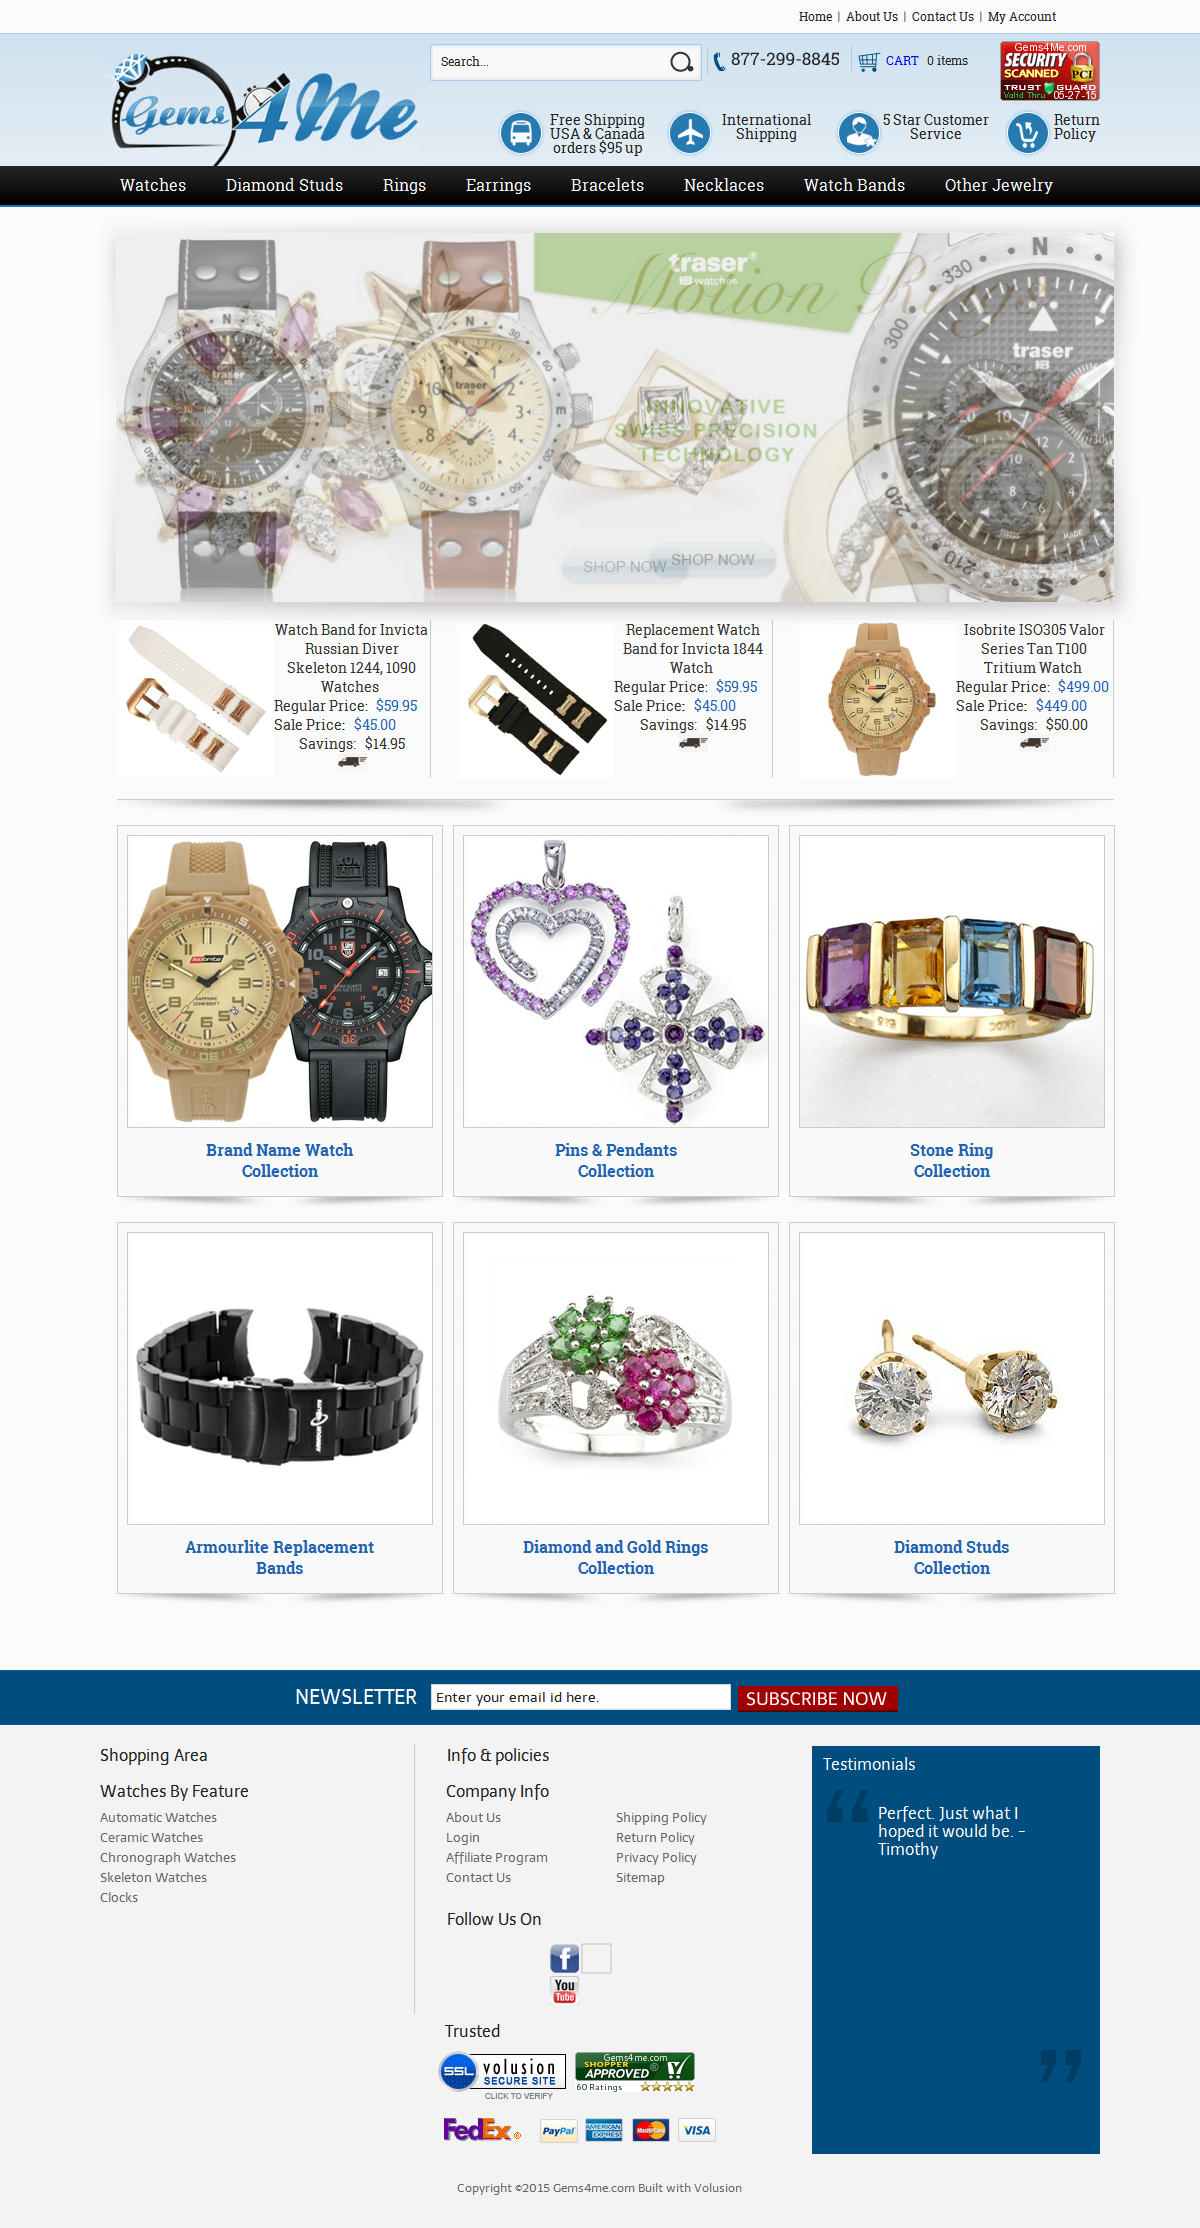 Home | About Us | Contact Us | My Account
Gems 4 Me
Search...
877-299-8845
CART 0 items
Gems4Me.com
SECURITY
SCANNED
PCI
TRUST GUARD
Valid Thru 05-27-15
Free Shipping
USA & Canada
orders $95 up
International
Shipping
5 Star Customer
Service
Return
Policy
Watches
Diamond Studs
Rings
Earrings
Bracelets
Necklaces
Watch Bands
Other Jewelry
traser®
H3 watches
Motion Rings
INNOVATIVE
SWISS PRECISION
TECHNOLOGY
SHOP NOW
SHOP NOW
Watch Band for Invicta
Russian Diver
Skeleton 1244, 1090
Watches
Regular Price: $59.95
Sale Price: $45.00
Savings: $14.95
Replacement Watch
Band for Invicta 1844
Watch
Regular Price: $59.95
Sale Price: $45.00
Savings: $14.95
Isobrite ISO305 Valor
Series Tan T100
Tritium Watch
Regular Price: $499.00
Sale Price: $449.00
Savings: $50.00
Brand Name Watch
Collection
Pins & Pendants
Collection
Stone Ring
Collection
Armourlite Replacement
Bands
Diamond and Gold Rings
Collection
Diamond Studs
Collection
NEWSLETTER
Enter your email id here.
SUBSCRIBE NOW
Shopping Area
Watches By Feature
Automatic Watches
Ceramic Watches
Chronograph Watches
Skeleton Watches
Clocks
Info & policies
Company Info
About Us
Login
Affiliate Program
Contact Us
Shipping Policy
Return Policy
Privacy Policy
Sitemap
Follow Us On
f
You
Tube
Trusted
SSL volusion
SECURE SITE
CLICK TO VERIFY
Gems4me.com
SHOPPER
APPROVED®
60 Ratings
FedEx
PayPal
AMERICAN
EXPRESS
MasterCard
VISA
Testimonials
“
Perfect. Just what I
hoped it would be. -
Timothy
”
Copyright ©2015 Gems4me.com Built with Volusion